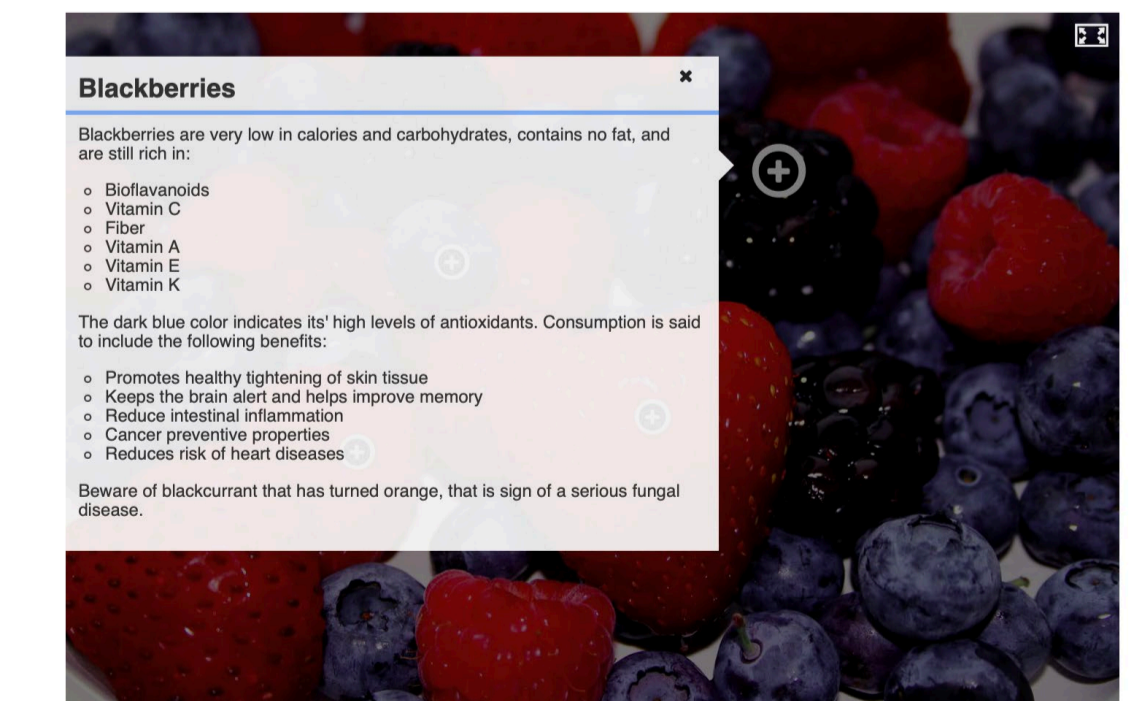 Blackberries
Blackberries are very low in calories and carbohydrates, contains no fat, and
are still rich in:
Bioflavanoids
Vitamin C
Fiber
Vitamin A
Vitamin E
Vitamin K
The dark blue color indicates its' high levels of antioxidants. Consumption is said
to include the following benefits:
Promotes healthy tightening of skin tissue
Keeps the brain alert and helps improve memory
Reduce intestinal inflammation
Cancer preventive properties
Reduces risk of heart diseases
Beware of blackcurrant that has turned orange, that is sign of a serious fungal
disease.